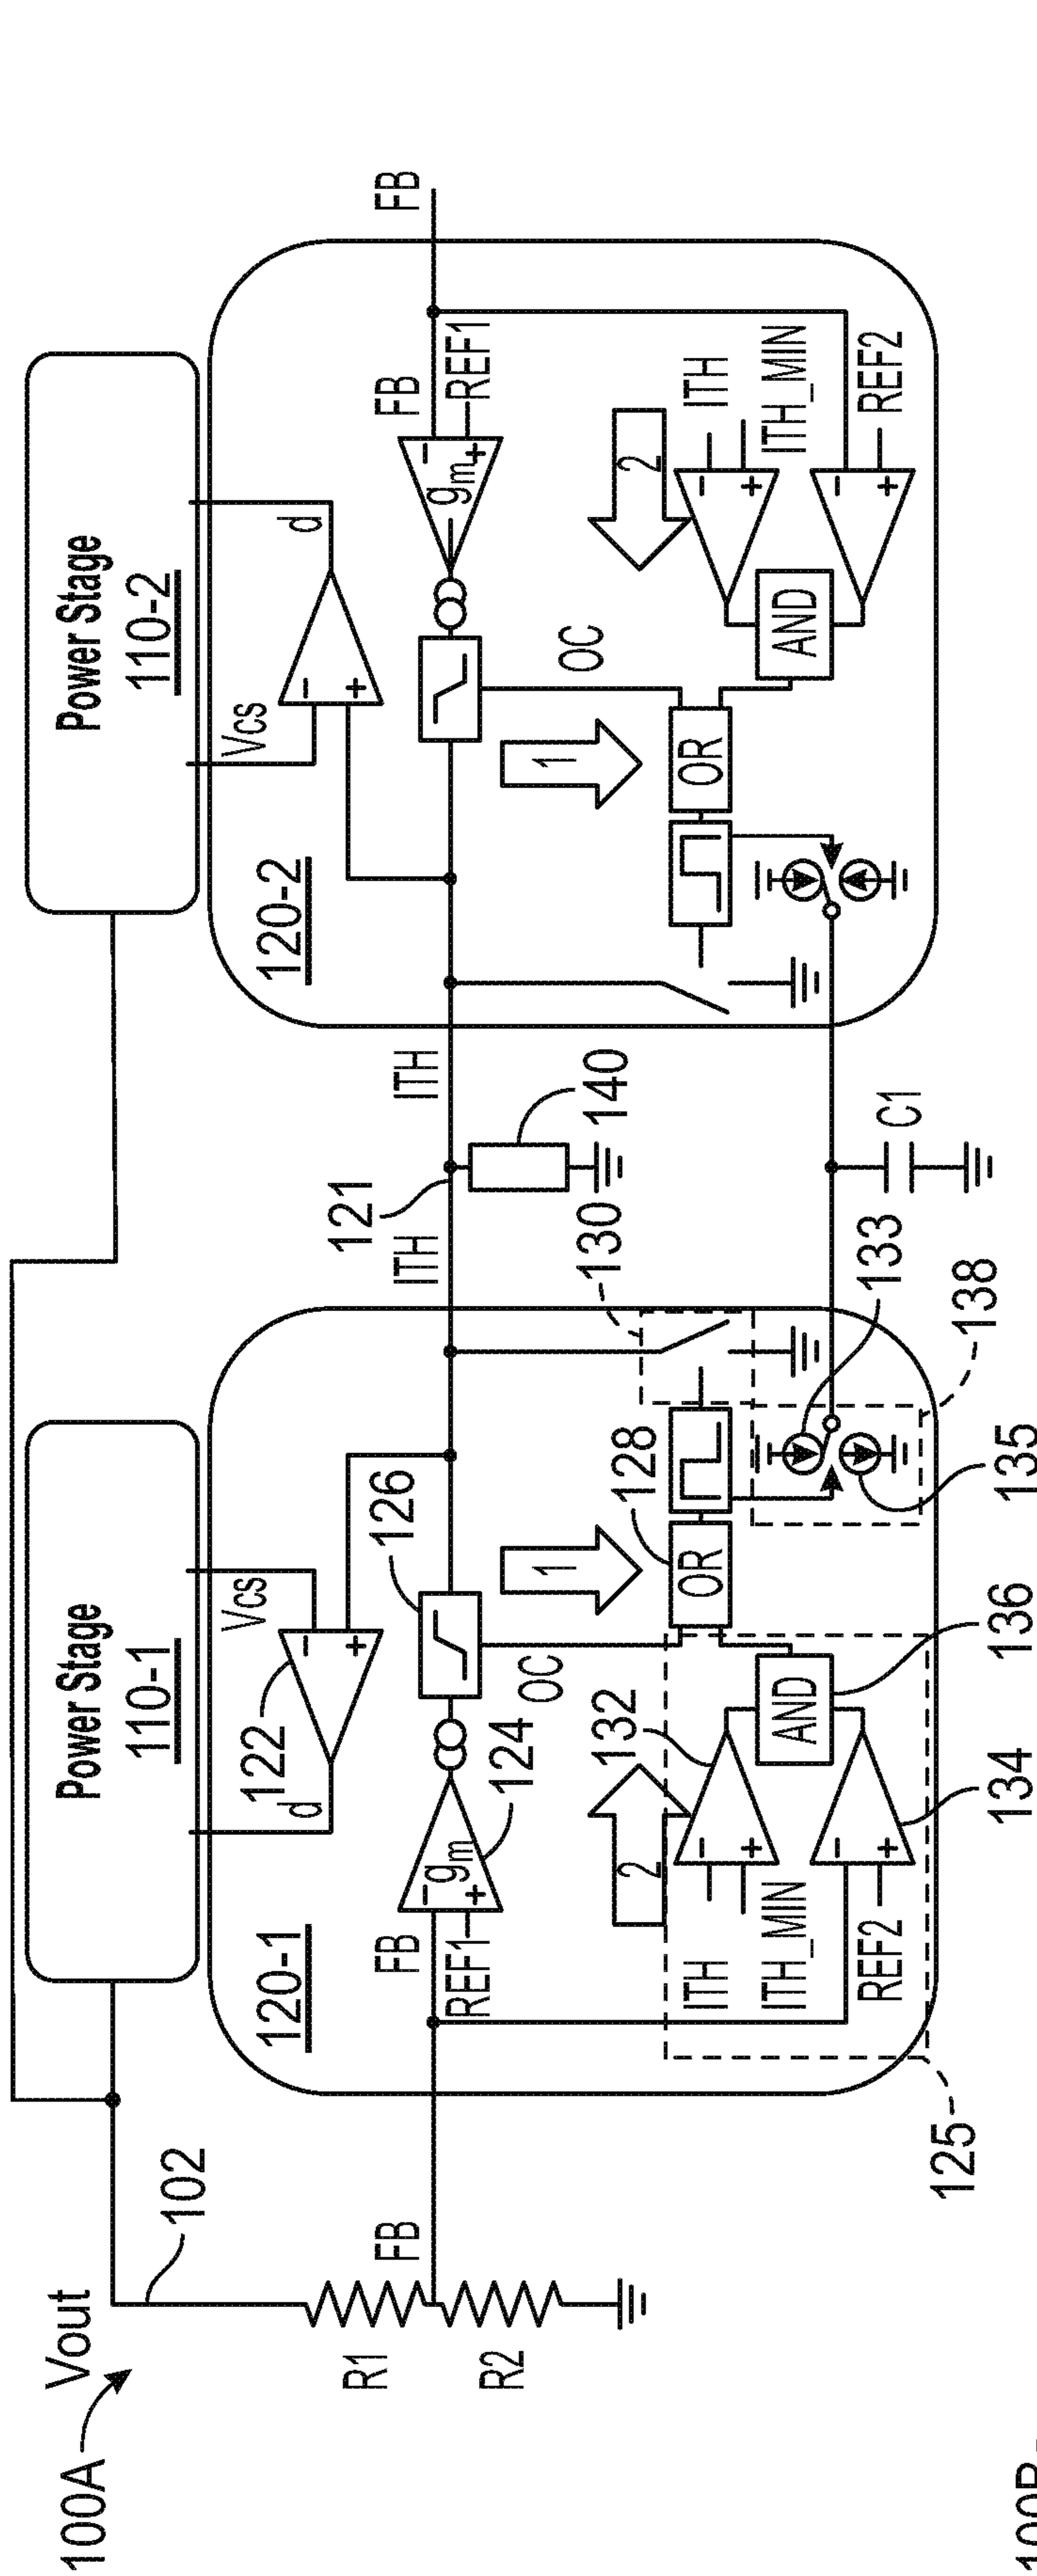 100A
Vout
102
R1
FB
R2
Power Stage
110-1
Power Stage
110-2
120-1
122
d
Vcs
-
+
FB
REF1
-
+
gm
124
126
OC
1
2
128
OR
ITH
ITH_MIN
REF2
-
+
-
+
132
134
AND
136
125
130
133
135
138
ITH
121
ITH
140
C1
120-2
Vcs
d
-
+
gm
-
+
FB
REF1
FB
OC
1
2
OR
AND
-
+
-
+
ITH
ITH_MIN
REF2